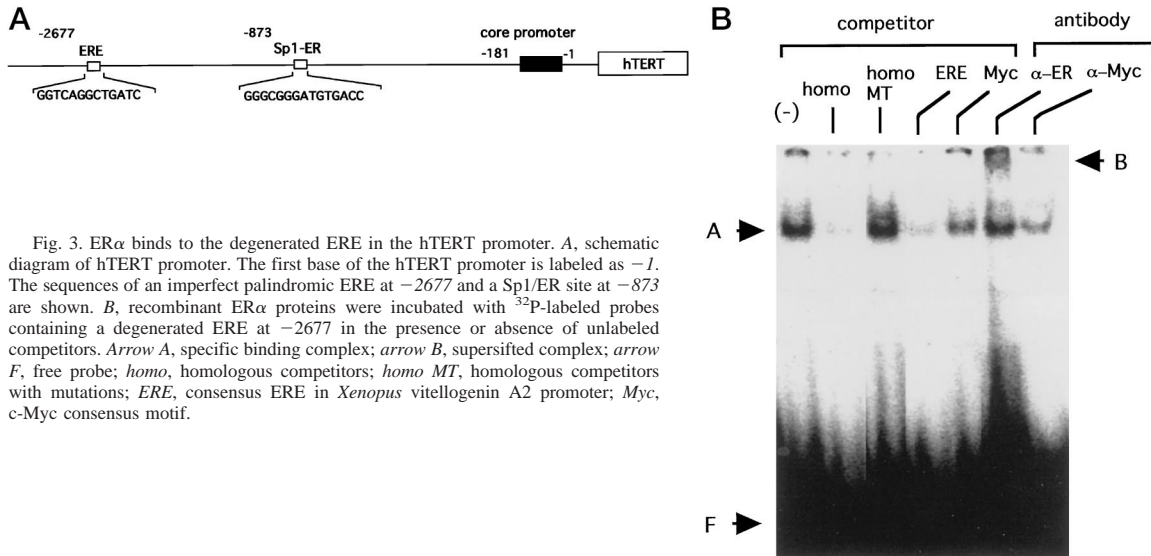 A
-2677
ERE
GGTCAGGCTGATC
-873
Sp1-ER
GGGCGGGATGTGACC
core promoter
-181
-1
hTERT
Fig. 3. ERα binds to the degenerated ERE in the hTERT promoter. A, schematic
diagram of hTERT promoter. The first base of the hTERT promoter is labeled as −1.
The sequences of an imperfect palindromic ERE at −2677 and a Sp1/ER site at −873
are shown. B, recombinant ERα proteins were incubated with 32P-labeled probes
containing a degenerated ERE at −2677 in the presence or absence of unlabeled
competitors. Arrow A, specific binding complex; arrow B, supersifted complex; arrow
F, free probe; homo, homologous competitors; homo MT, homologous competitors
with mutations; ERE, consensus ERE in Xenopus vitellogenin A2 promoter; Myc,
c-Myc consensus motif.
B
competitor
antibody
(-)
homo
homo
MT
ERE
Myc
α-ER
α-Myc
B
A
F